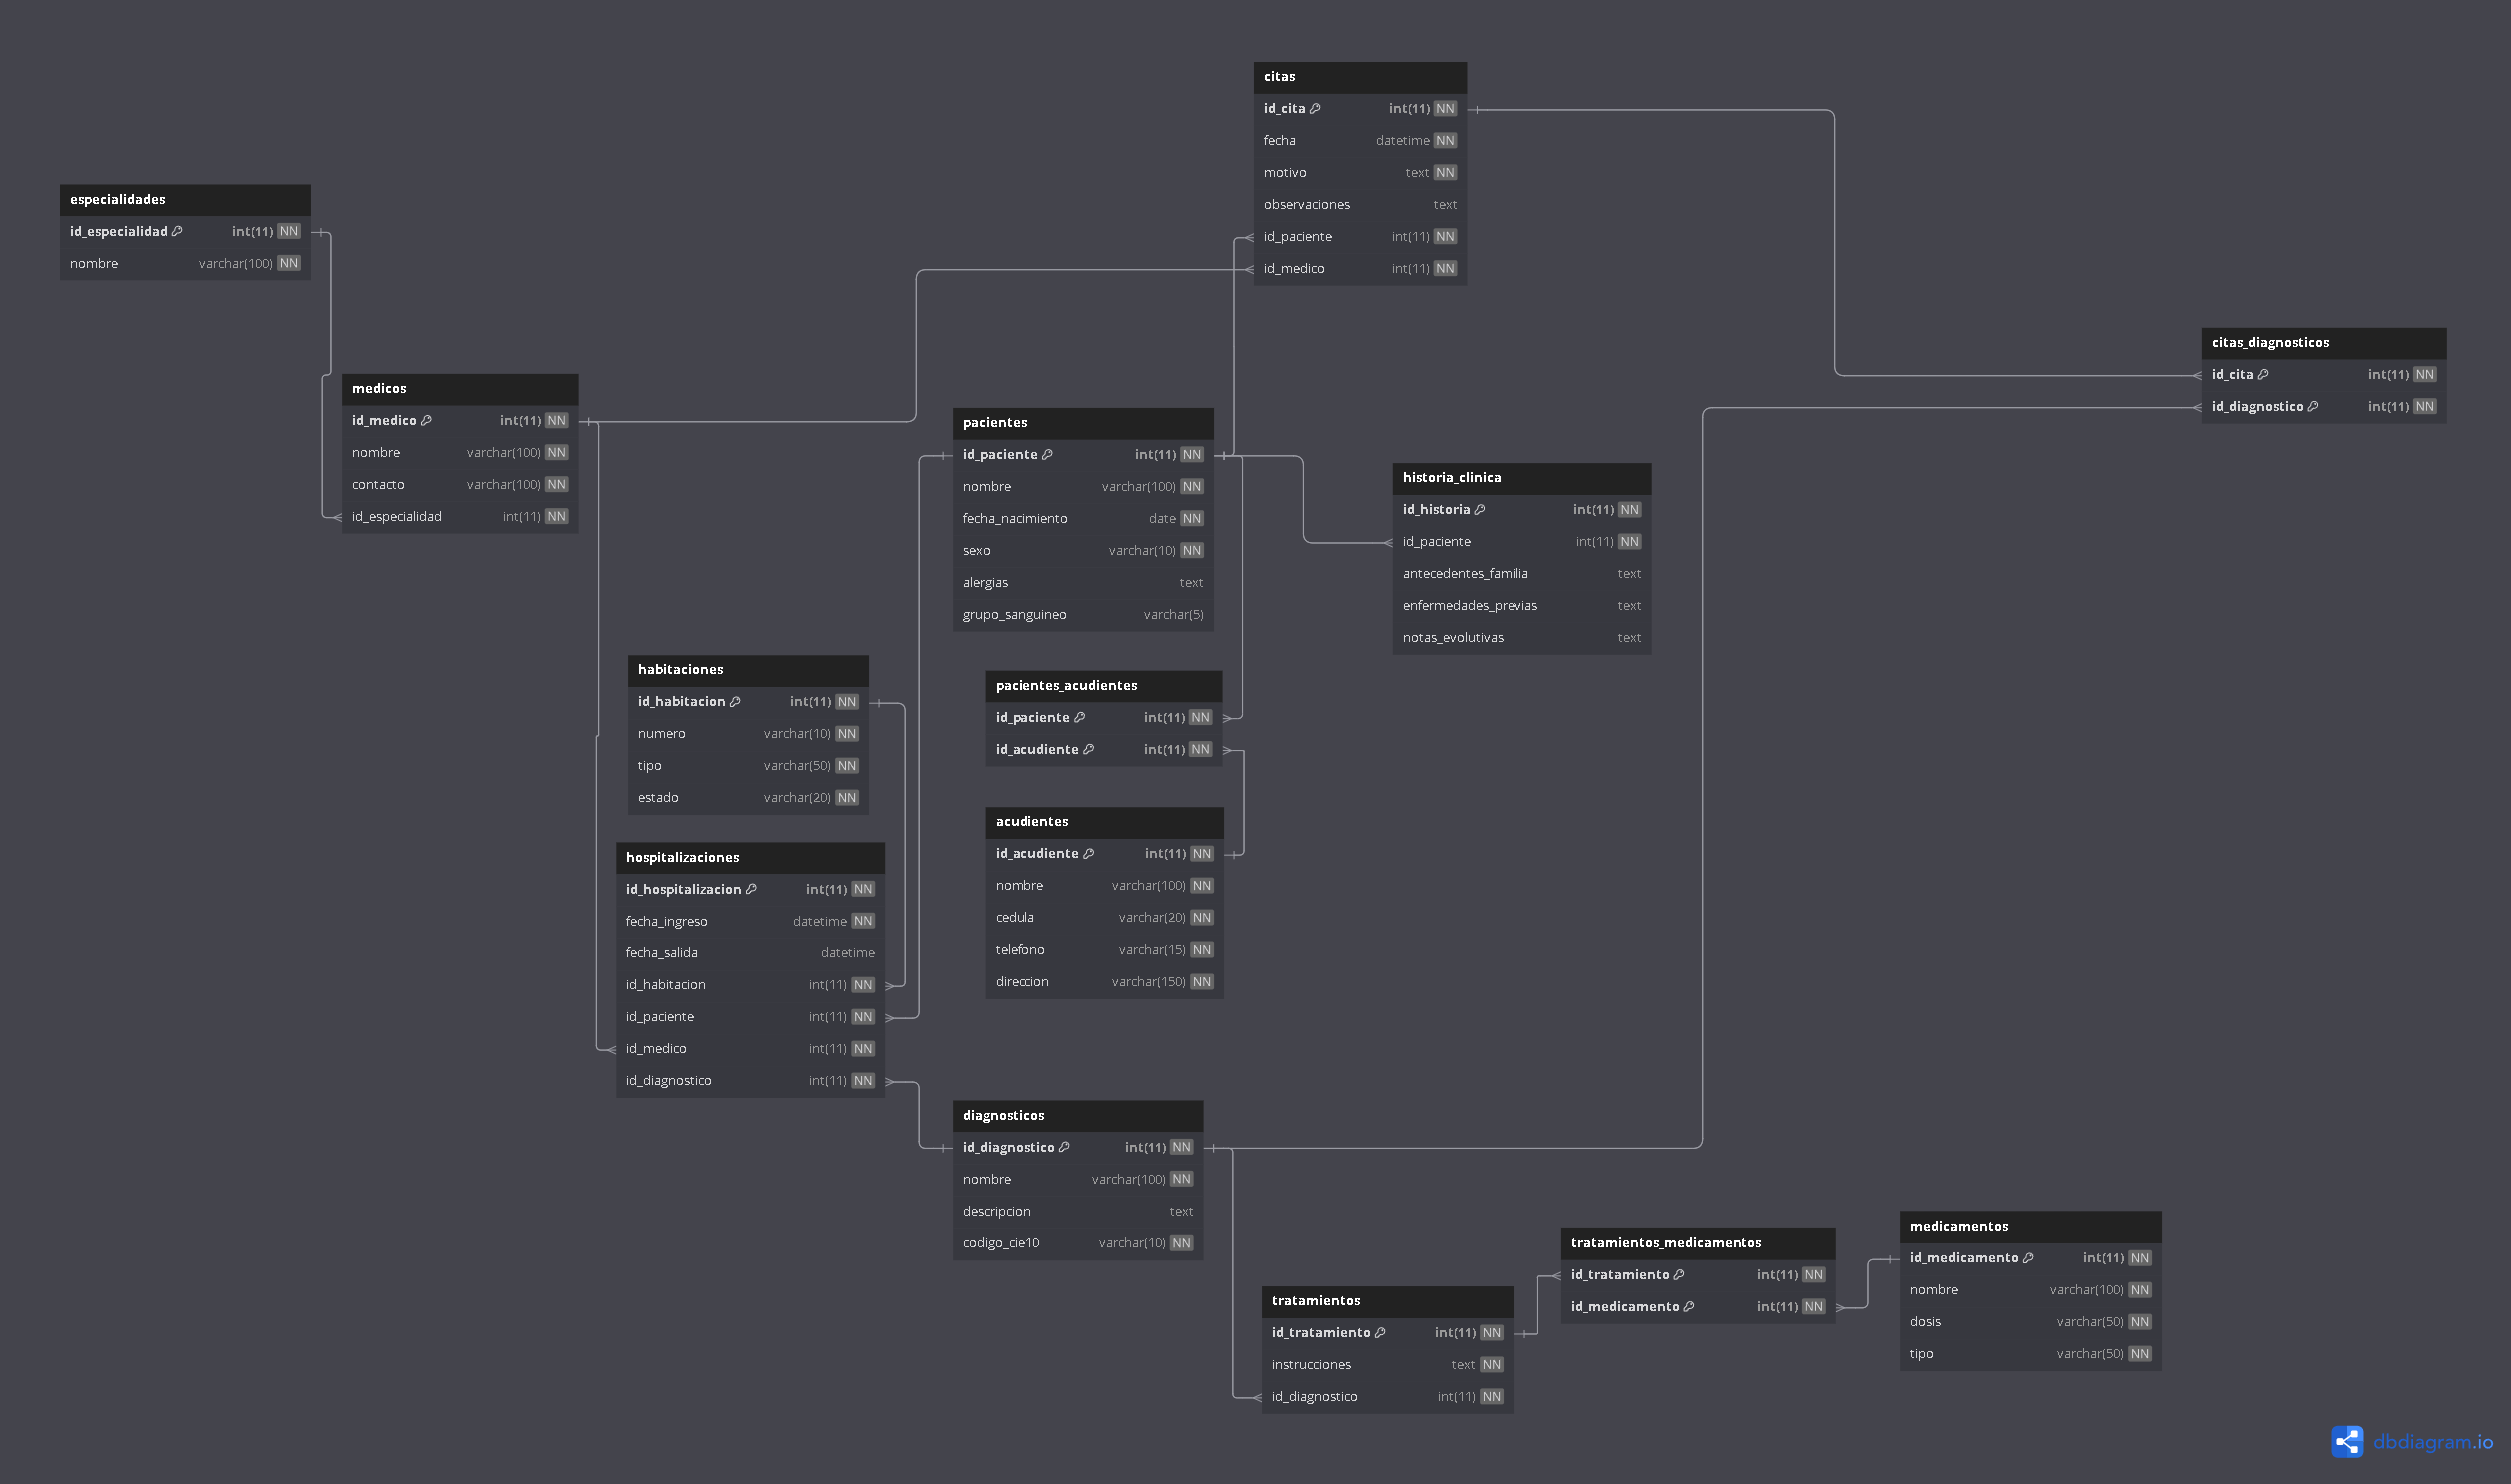 citas
id_cita int(11) NN
fecha datetime NN
motivo text NN
observaciones text
id_paciente int(11) NN
id_medico int(11) NN
especialidades
id_especialidad int(11) NN
nombre varchar(100) NN
citas_diagnosticos
id_cita int(11) NN
id_diagnostico int(11) NN
medicos
id_medico int(11) NN
nombre varchar(100) NN
contacto varchar(100) NN
id_especialidad int(11) NN
pacientes
id_paciente int(11) NN
nombre varchar(100) NN
fecha_nacimiento date NN
sexo varchar(10) NN
alergias text
grupo_sanguineo varchar(5)
historia_clinica
id_historia int(11) NN
id_paciente int(11) NN
antecedentes_familia text
enfermedades_previas text
notas_evolutivas text
habitaciones
id_habitacion int(11) NN
numero varchar(10) NN
tipo varchar(50) NN
estado varchar(20) NN
pacientes_acudientes
id_paciente int(11) NN
id_acudiente int(11) NN
acudientes
id_acudiente int(11) NN
nombre varchar(100) NN
cedula varchar(20) NN
telefono varchar(15) NN
direccion varchar(150) NN
hospitalizaciones
id_hospitalizacion int(11) NN
fecha_ingreso datetime NN
fecha_salida datetime
id_habitacion int(11) NN
id_paciente int(11) NN
id_medico int(11) NN
id_diagnostico int(11) NN
diagnosticos
id_diagnostico int(11) NN
nombre varchar(100) NN
descripcion text
codigo_cie10 varchar(10) NN
tratamientos
id_tratamiento int(11) NN
instrucciones text NN
id_diagnostico int(11) NN
tratamientos_medicamentos
id_tratamiento int(11) NN
id_medicamento int(11) NN
medicamentos
id_medicamento int(11) NN
nombre varchar(100) NN
dosis varchar(50) NN
tipo varchar(50) NN
dbdiagram.io